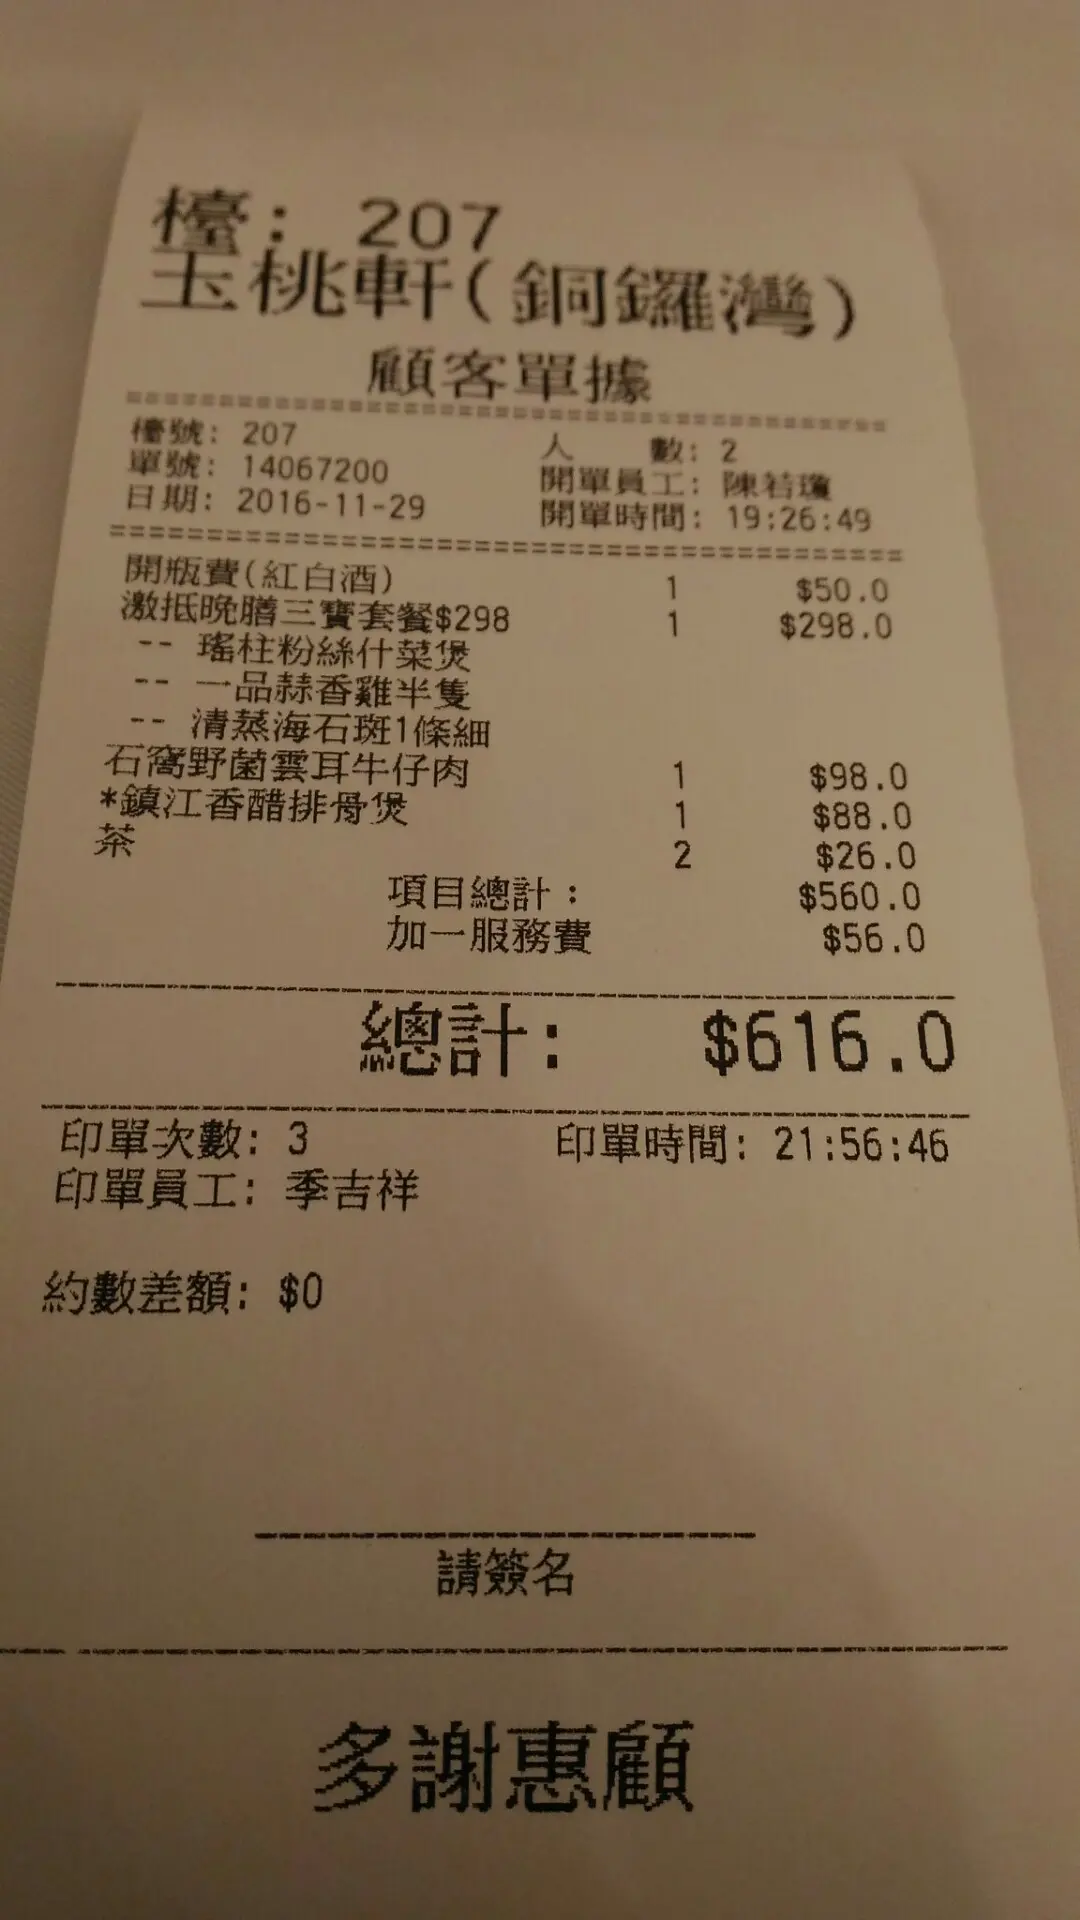 檯: 207
玉桃軒(銅鑼灣)
顧客單據
檯號: 207 人 數: 2
單號: 14067200 開單員工: 陳若瓊
日期: 2016-11-29 開單時間: 19:26:49
開瓶費(紅白酒) 1 $50.0
激抵晚膳三寶套餐$298 1 $298.0
-- 瑤柱粉絲什菜煲
-- 一品蒜香雞半隻
-- 清蒸海石斑1條細
石窩野菌雲耳牛仔肉 1 $98.0
*鎮江香醋排骨煲 1 $88.0
茶 2 $26.0
項目總計: $560.0
加一服務費 $56.0
總計: $616.0
印單次數: 3 印單時間: 21:56:46
印單員工: 季吉祥
約數差額: $0
請簽名
多謝惠顧